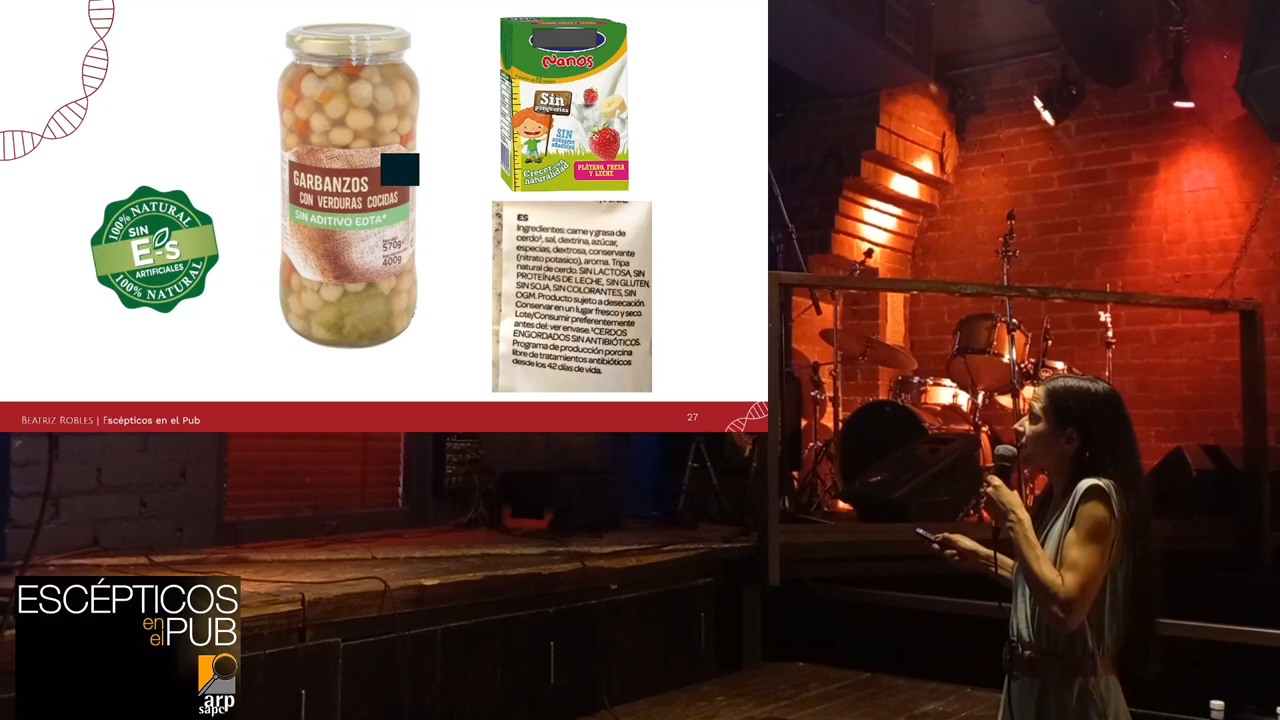 100% NATURAL
SIN
E-S
ARTIFICIALES
100% NATURAL
GARBANZOS
CON VERDURAS COCIDAS
SIN ADITIVO EDTA*
570g
400g
Nanos
Sin
porquerías
SIN
azúcares
añadidos
Crecer con
naturalidad
PLÁTANO, FRESA
Y LECHE
ES
Ingredientes: carne y grasa de
cerdo¹, sal, dextrina, azúcar,
especias, dextrosa, conservante
(nitrato potasico), aroma. Tripa
natural de cerdo. SIN LACTOSA, SIN
PROTEÍNAS DE LECHE, SIN GLUTEN,
SIN SOJA, SIN COLORANTES, SIN
OGM. Producto sujeto a desecación.
Conservar en un lugar fresco y seco.
Lote/Consumir preferentemente
antes del: ver envase. ¹CERDOS
ENGORDADOS SIN ANTIBIÓTICOS.
Programa de producción porcina
libre de tratamientos antibióticos
desde los 42 días de vida.
BEATRIZ ROBLES | Escépticos en el Pub
27
ESCÉPTICOS
en el PUB
arp
sapc